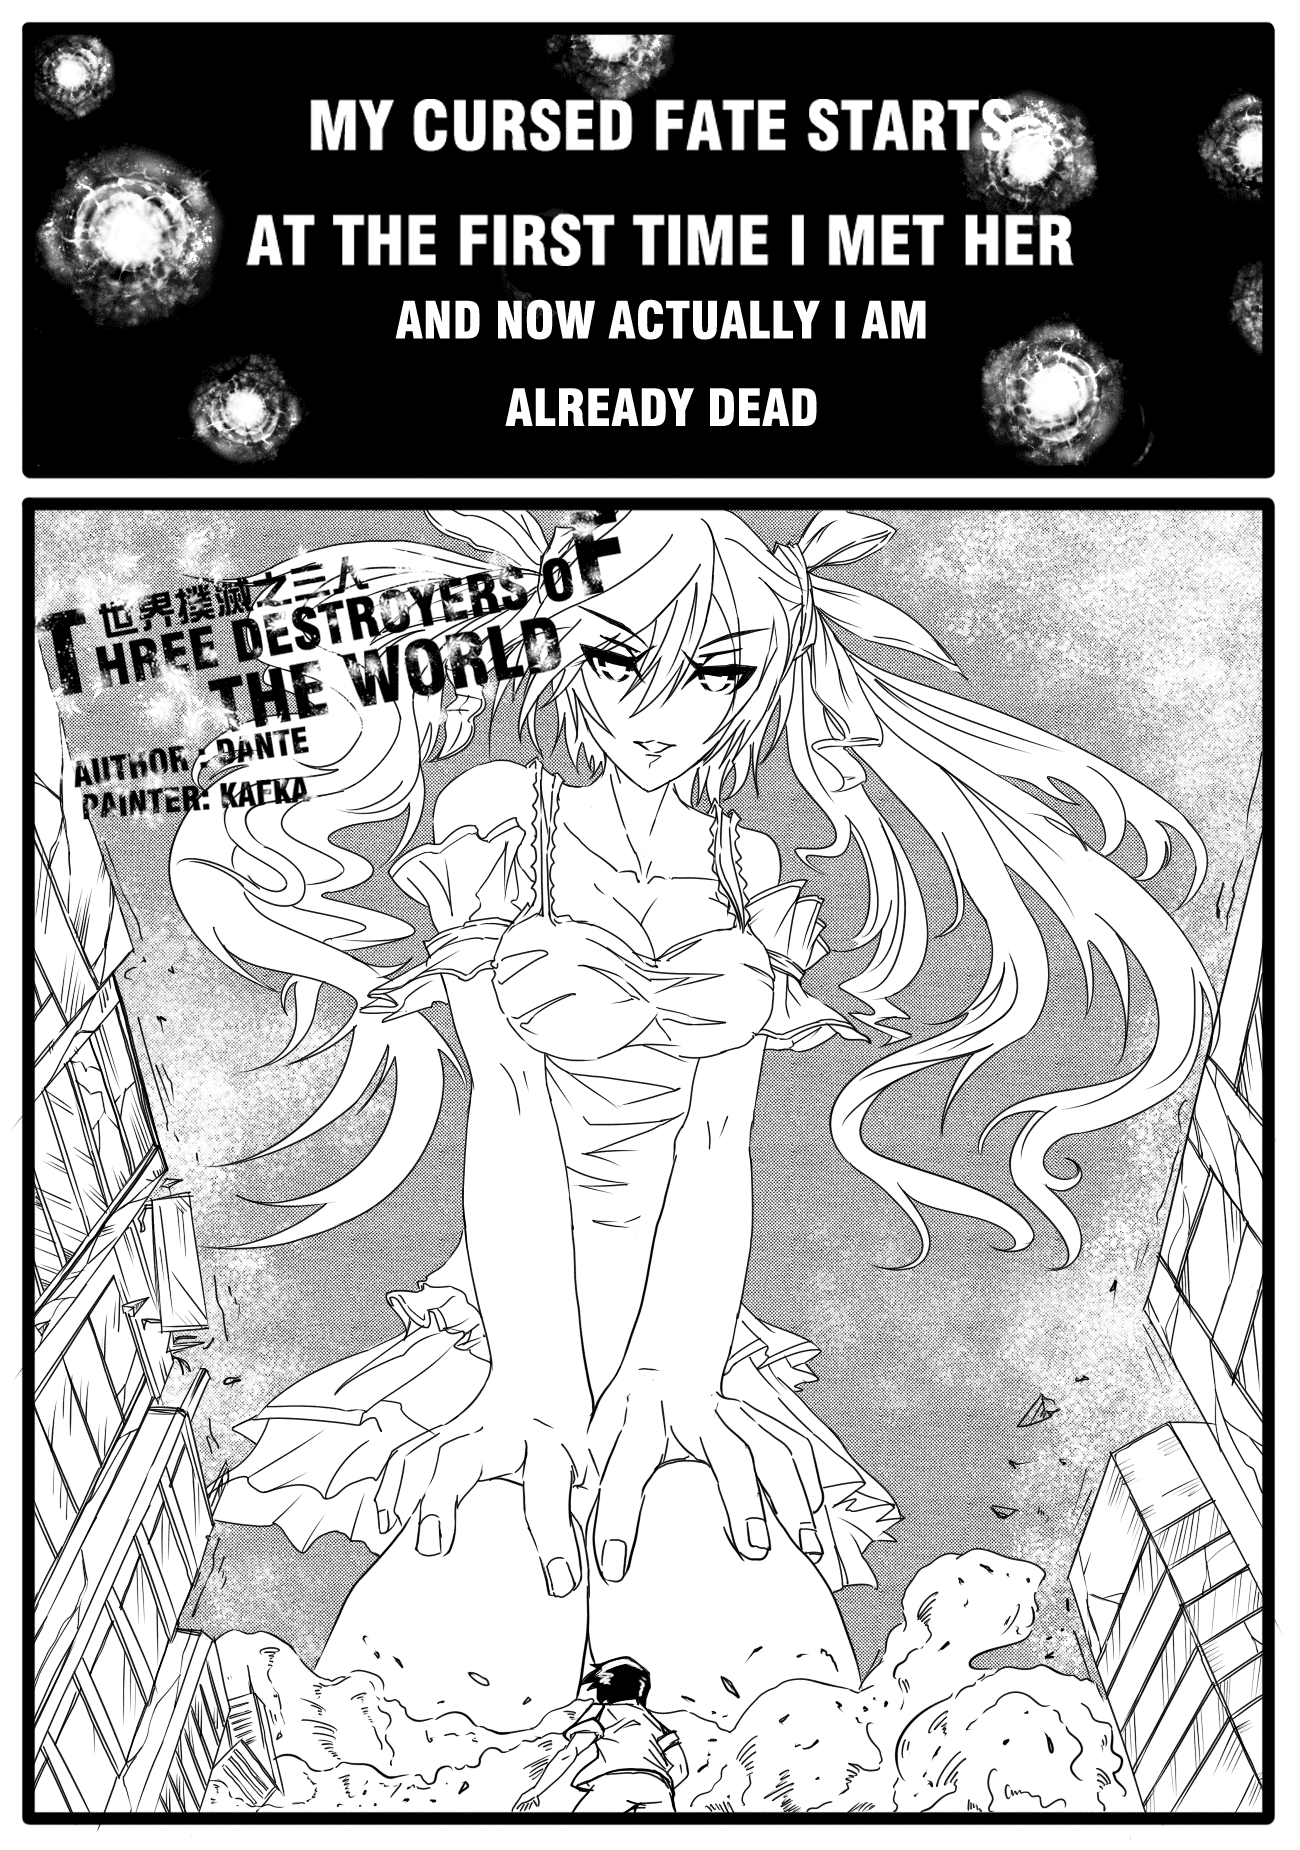 MY CURSED FATE STARTS
AT THE FIRST TIME I MET HER
AND NOW ACTUALLY I AM
ALREADY DEAD
世界撲滅之三人
THREE DESTROYERS OF
THE WORLD
AUTHOR : DANTE
PAINTER: KAFKA